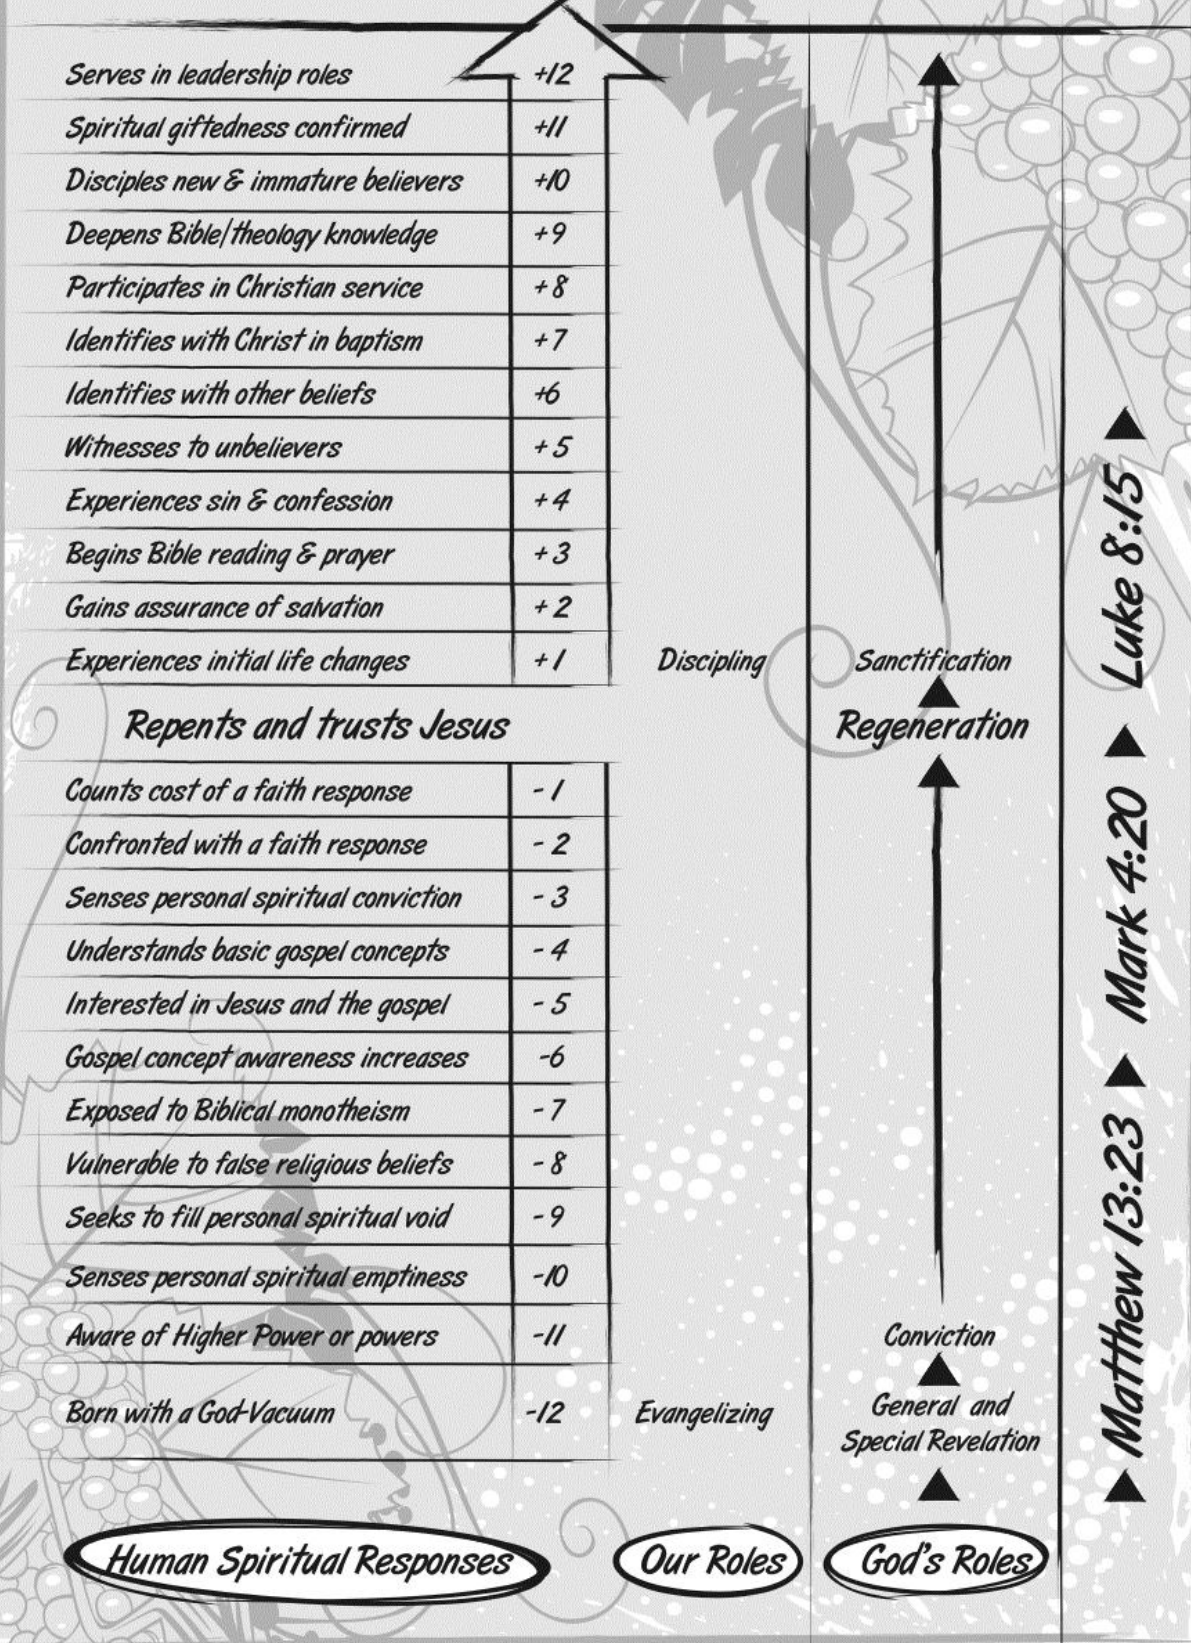 Serves in leadership roles +12
Spiritual giftedness confirmed +11
Disciples new & immature believers +10
Deepens Bible/theology knowledge +9
Participates in Christian service +8
Identifies with Christ in baptism +7
Identifies with other beliefs +6
Witnesses to unbelievers +5
Experiences sin & confession +4
Begins Bible reading & prayer +3
Gains assurance of salvation +2
Experiences initial life changes +1 Discipling Sanctification
Repents and trusts Jesus Regeneration
Counts cost of a faith response -1
Confronted with a faith response -2
Senses personal spiritual conviction -3
Understands basic gospel concepts -4
Interested in Jesus and the gospel -5
Gospel concept awareness increases -6
Exposed to Biblical monotheism -7
Vulnerable to false religious beliefs -8
Seeks to fill personal spiritual void -9
Senses personal spiritual emptiness -10
Aware of Higher Power or powers -11 Conviction
Born with a God-Vacuum -12 Evangelizing General and
Special Revelation
Human Spiritual Responses Our Roles God's Roles
Matthew 13:23 Mark 4:20 Luke 8:15